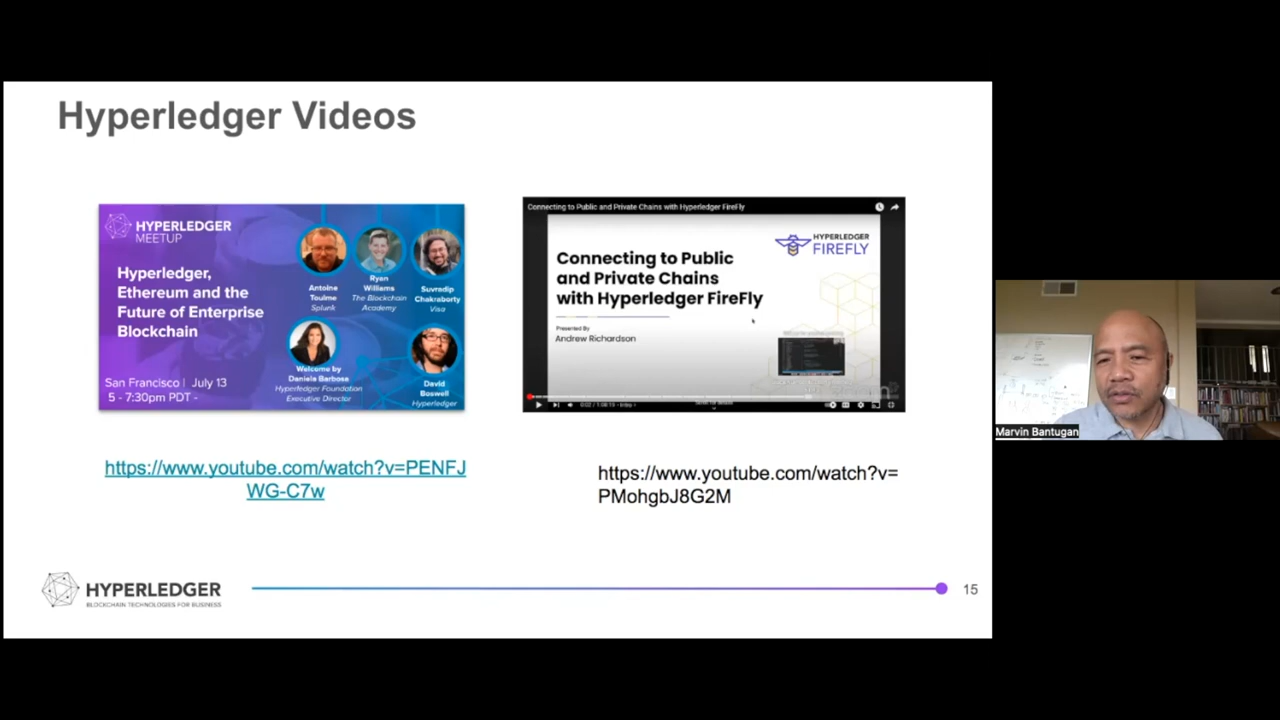 Hyperledger Videos
HYPERLEDGER
MEETUP
Hyperledger,
Ethereum and the
Future of Enterprise
Blockchain
San Francisco | July 13
5 - 7:30pm PDT -
Antoine
Toulme
Splunk
Ryan
Williams
The Blockchain
Academy
Suvradip
Chakraborty
Visa
Welcome by
Daniela Barbosa
Hyperledger Foundation
Executive Director
David
Boswell
Hyperledger
https://www.youtube.com/watch?v=PENFJ
WG-C7w
Connecting to Public and Private Chains with Hyperledger FireFly
HYPERLEDGER
FIREFLY
Connecting to Public
and Private Chains
with Hyperledger FireFly
Presented By
Andrew Richardson
https://www.youtube.com/watch?v=
PMohgbJ8G2M
HYPERLEDGER
BLOCKCHAIN TECHNOLOGIES FOR BUSINESS
15
Marvin Bantugan